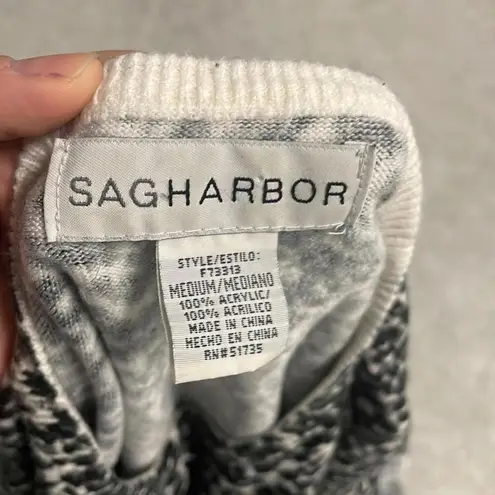 SAGHARBOR
STYLE/ESTILO:
F73313
MEDIUM/MEDIANO
100% ACRYLIC/
100% ACRILICO
MADE IN CHINA
HECHO EN CHINA
RN#51735